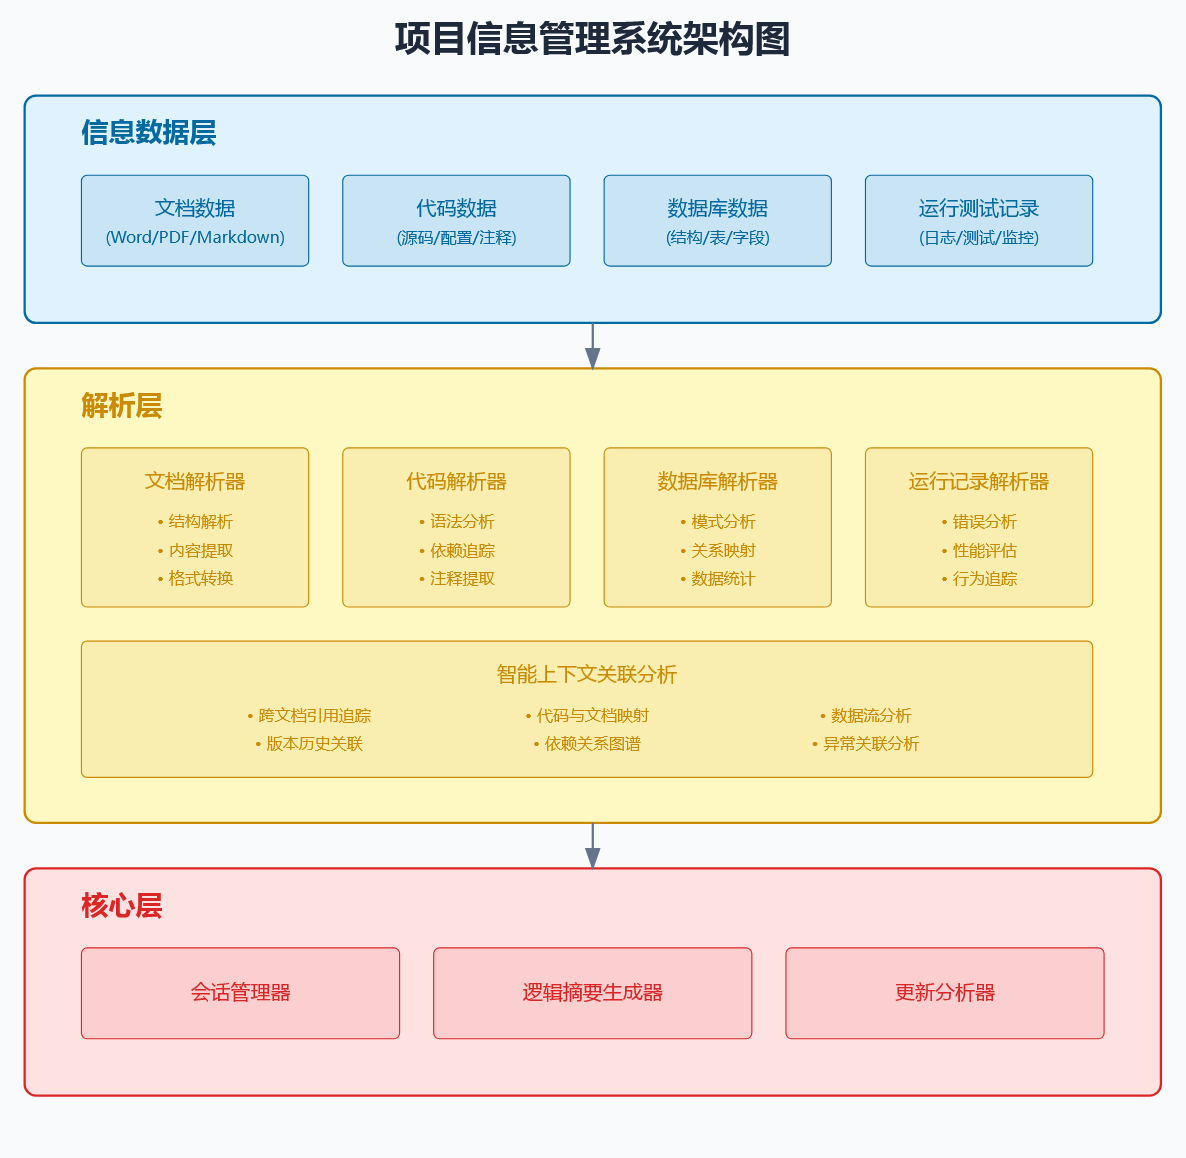 项目信息管理系统架构图
信息数据层
文档数据
(Word/PDF/Markdown)
代码数据
(源码/配置/注释)
数据库数据
(结构/表/字段)
运行测试记录
(日志/测试/监控)
解析层
文档解析器
• 结构解析
• 内容提取
• 格式转换
代码解析器
• 语法分析
• 依赖追踪
• 注释提取
数据库解析器
• 模式分析
• 关系映射
• 数据统计
运行记录解析器
• 错误分析
• 性能评估
• 行为追踪
智能上下文关联分析
• 跨文档引用追踪
• 版本历史关联
• 代码与文档映射
• 依赖关系图谱
• 数据流分析
• 异常关联分析
核心层
会话管理器
逻辑摘要生成器
更新分析器